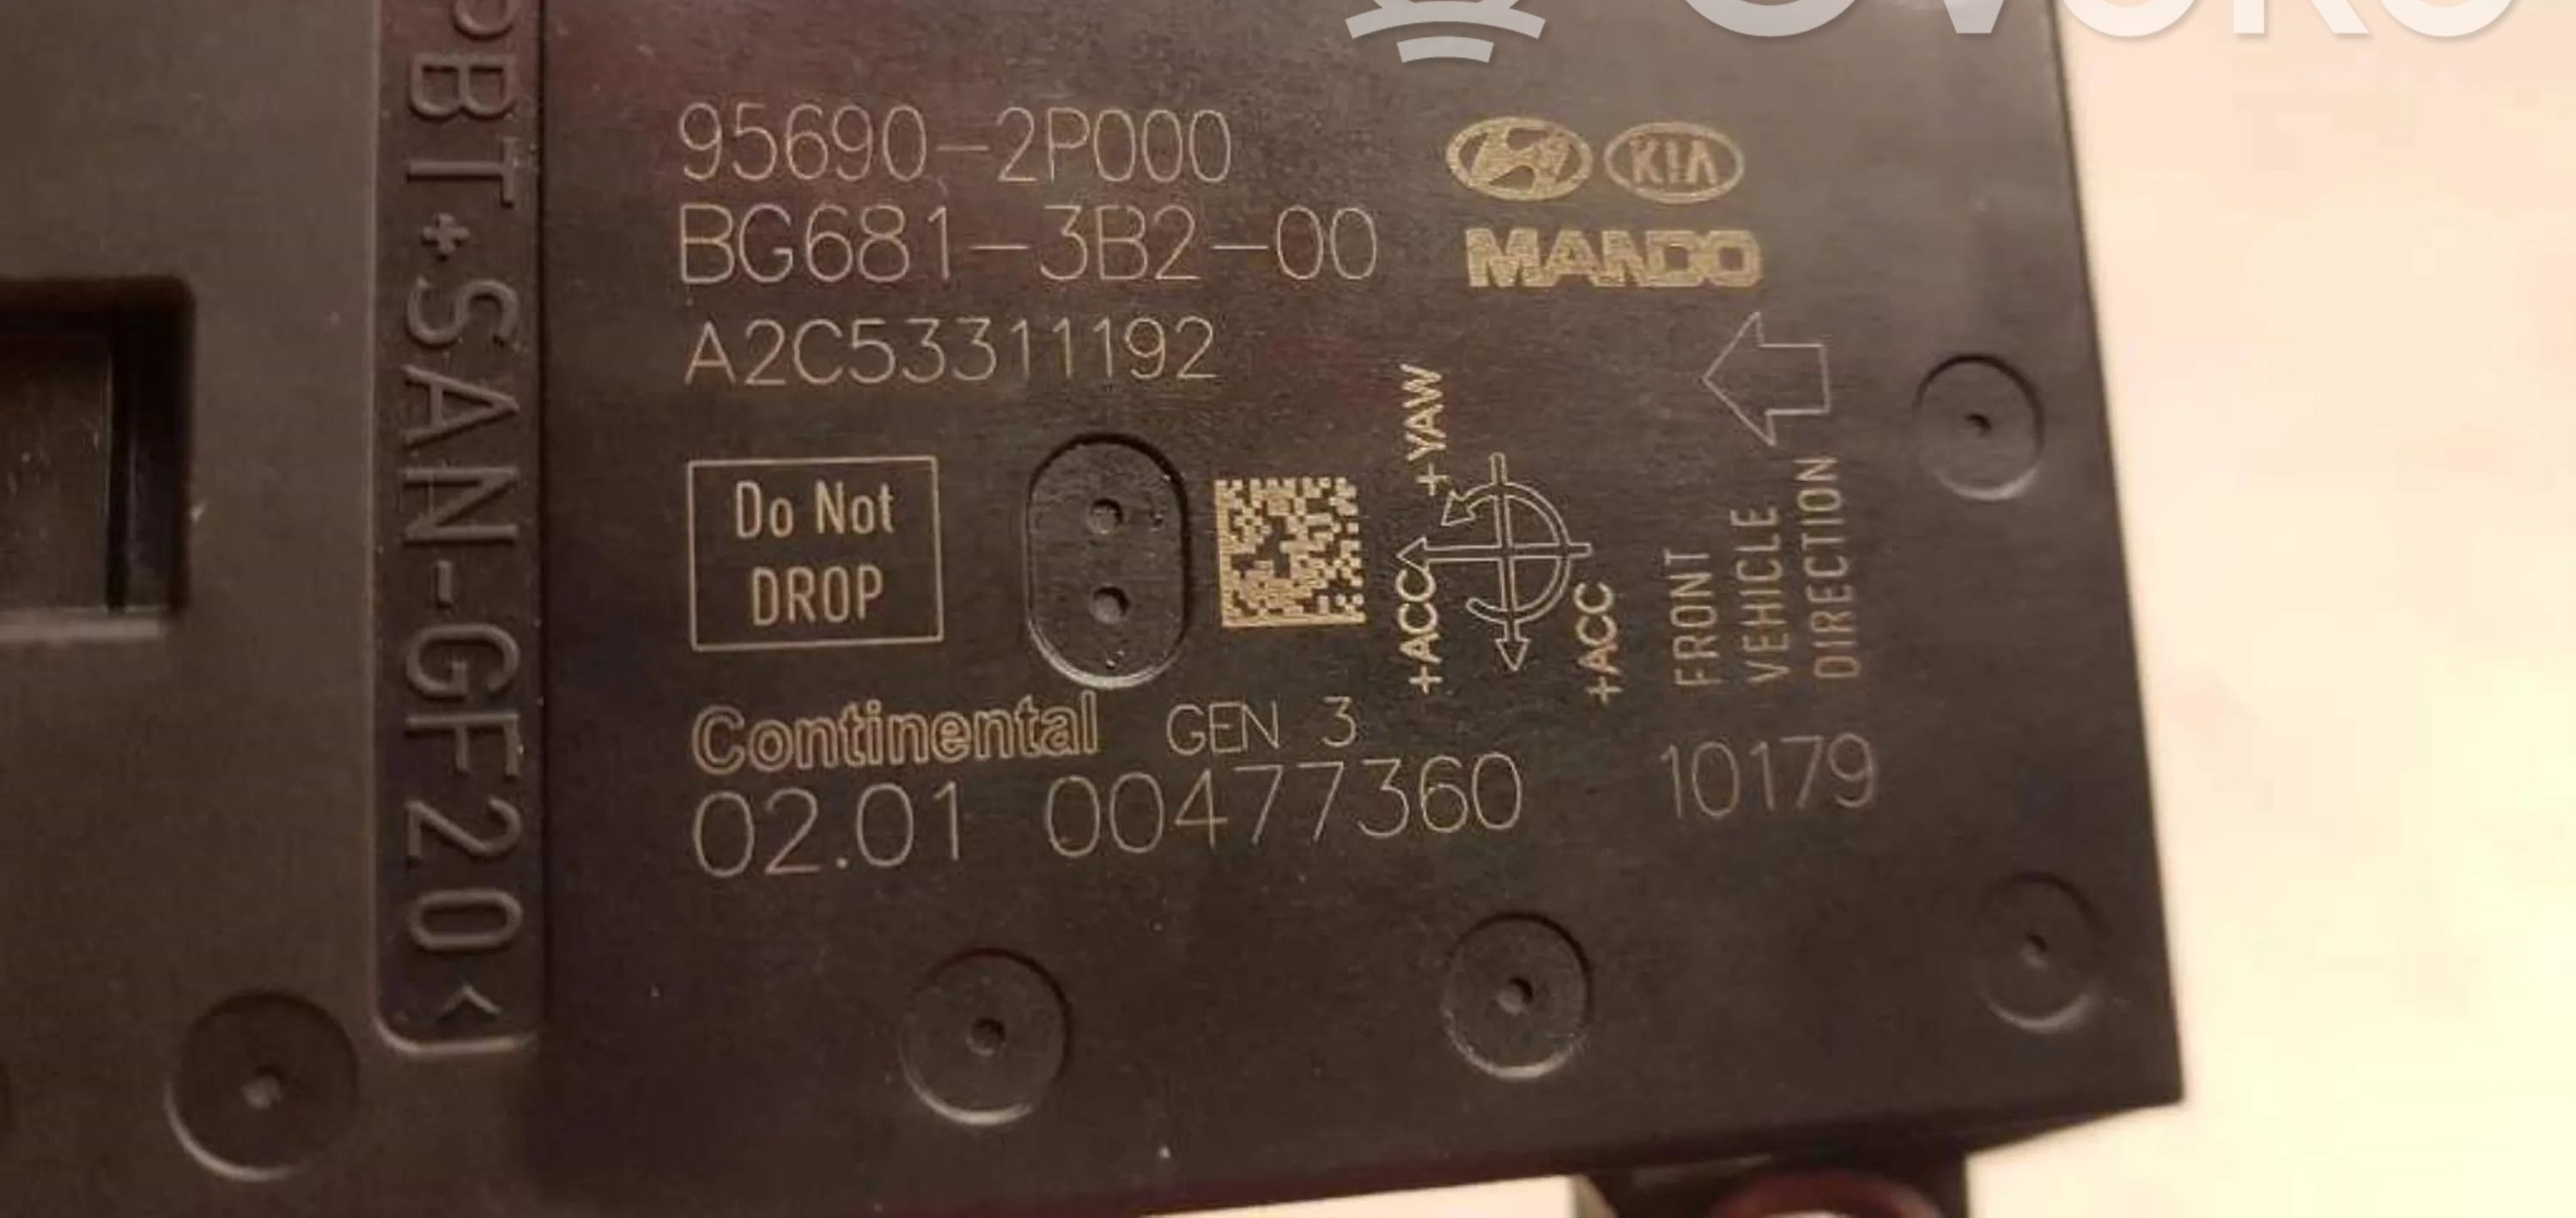 PBT+SAN-GF20<
95690-2P000
KIA
BG681-3B2-00
MANDO
A2C53311192
+YAW
Do Not
DROP
+ACC
+ACC
FRONT
VEHICLE
DIRECTION
Continental GEN 3
02.01 00477360 10179